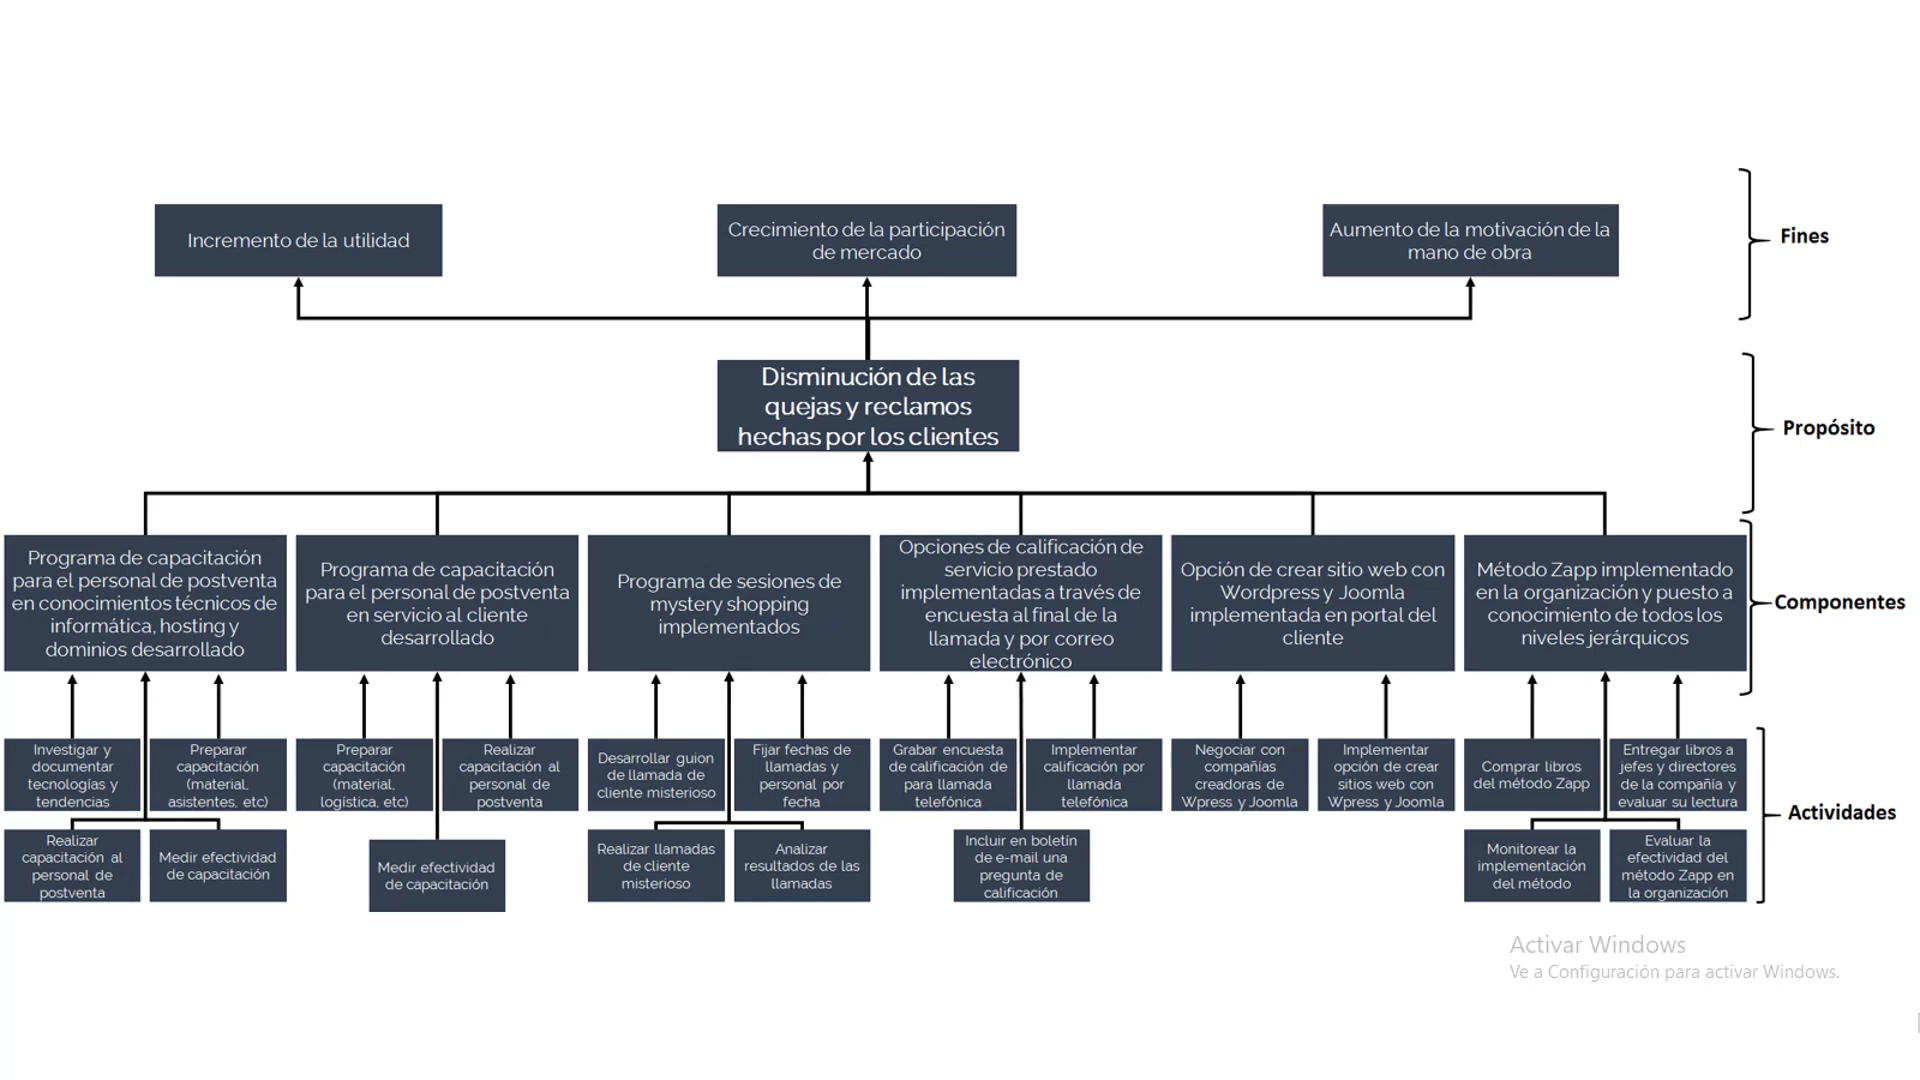 Incremento de la utilidad
Crecimiento de la participación
de mercado
Aumento de la motivación de la
mano de obra
Fines
Disminución de las
quejas y reclamos
hechas por los clientes
Propósito
Programa de capacitación
para el personal de postventa
en conocimientos técnicos de
informática, hosting y
dominios desarrollado
Programa de capacitación
para el personal de postventa
en servicio al cliente
desarrollado
Programa de sesiones de
mystery shopping
implementados
Opciones de calificación de
servicio prestado
implementadas a través de
encuesta al final de la
llamada y por correo
electrónico
Opción de crear sitio web con
Wordpress y Joomla
implementada en portal del
cliente
Método Zapp implementado
en la organización y puesto a
conocimiento de todos los
niveles jerárquicos
Componentes
Investigar y
documentar
tecnologías y
tendencias
Preparar
capacitación
(material,
asistentes, etc)
Preparar
capacitación
(material,
logística, etc)
Realizar
capacitación al
personal de
postventa
Desarrollar guion
de llamada de
cliente misterioso
Fijar fechas de
llamadas y
personal por
fecha
Grabar encuesta
de calificación de
para llamada
telefónica
Implementar
calificación por
llamada
telefónica
Negociar con
compañías
creadoras de
Wpress y Joomla
Implementar
opción de crear
sitios web con
Wpress y Joomla
Comprar libros
del método Zapp
Entregar libros a
jefes y directores
de la compañía y
evaluar su lectura
Actividades
Realizar
capacitación al
personal de
postventa
Medir efectividad
de capacitación
Medir efectividad
de capacitación
Realizar llamadas
de cliente
misterioso
Analizar
resultados de las
llamadas
Incluir en boletín
de e-mail una
pregunta de
calificación
Monitorear la
implementación
del método
Evaluar la
efectividad del
método Zapp en
la organización
Activar Windows
Ve a Configuración para activar Windows.